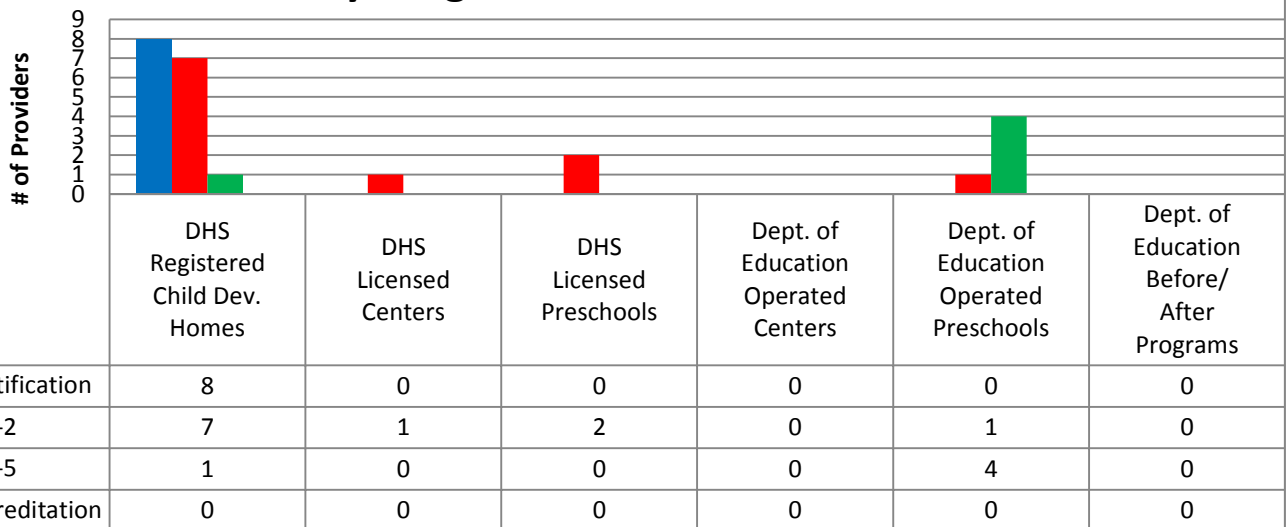 # of Providers
9
8
7
6
5
4
3
2
1
0
DHS
Registered
Child Dev.
Homes
DHS
Licensed
Centers
DHS
Licensed
Preschools
Dept. of
Education
Operated
Centers
Dept. of
Education
Operated
Preschools
Dept. of
Education
Before/
After
Programs
tification 8 0 0 0 0 0
-2 7 1 2 0 1 0
-5 1 0 0 0 4 0
reditation 0 0 0 0 0 0